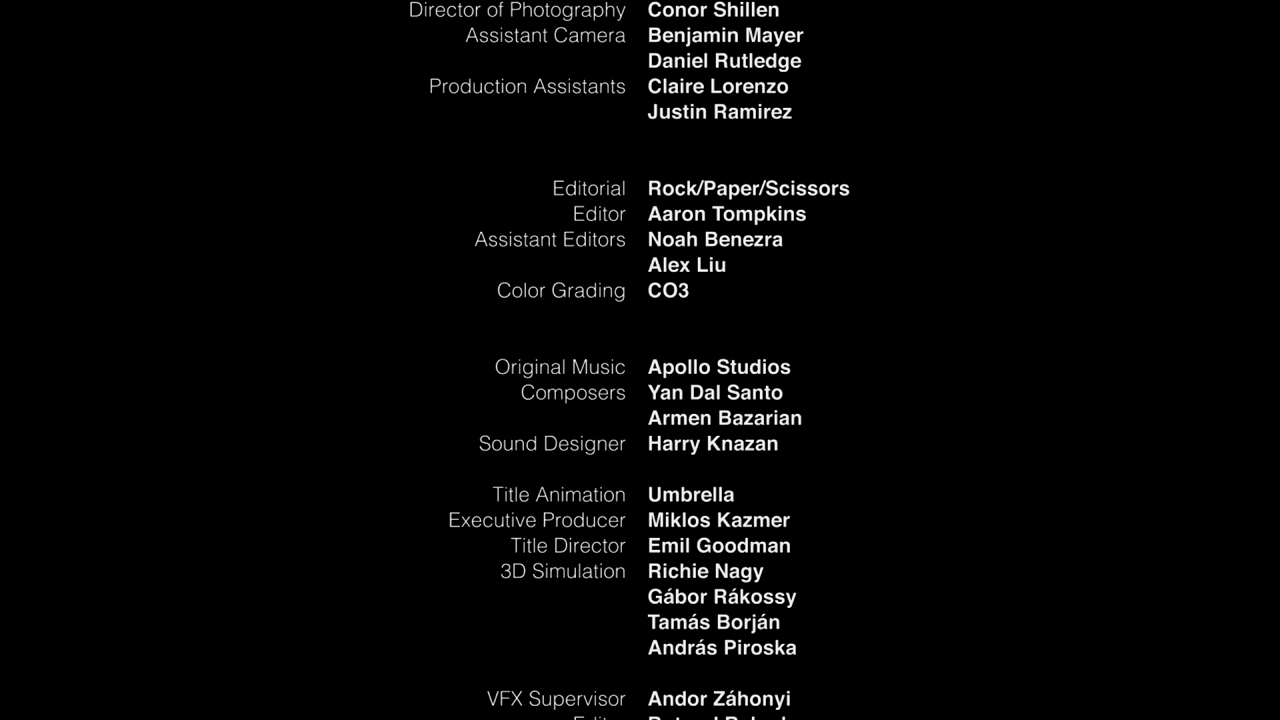 Director of Photography Conor Shillen
Assistant Camera Benjamin Mayer
Daniel Rutledge
Production Assistants Claire Lorenzo
Justin Ramirez
Editorial Rock/Paper/Scissors
Editor Aaron Tompkins
Assistant Editors Noah Benezra
Alex Liu
Color Grading CO3
Original Music Apollo Studios
Composers Yan Dal Santo
Armen Bazarian
Sound Designer Harry Knazan
Title Animation Umbrella
Executive Producer Miklos Kazmer
Title Director Emil Goodman
3D Simulation Richie Nagy
Gábor Rákossy
Tamás Borján
András Piroska
VFX Supervisor Andor Záhonyi